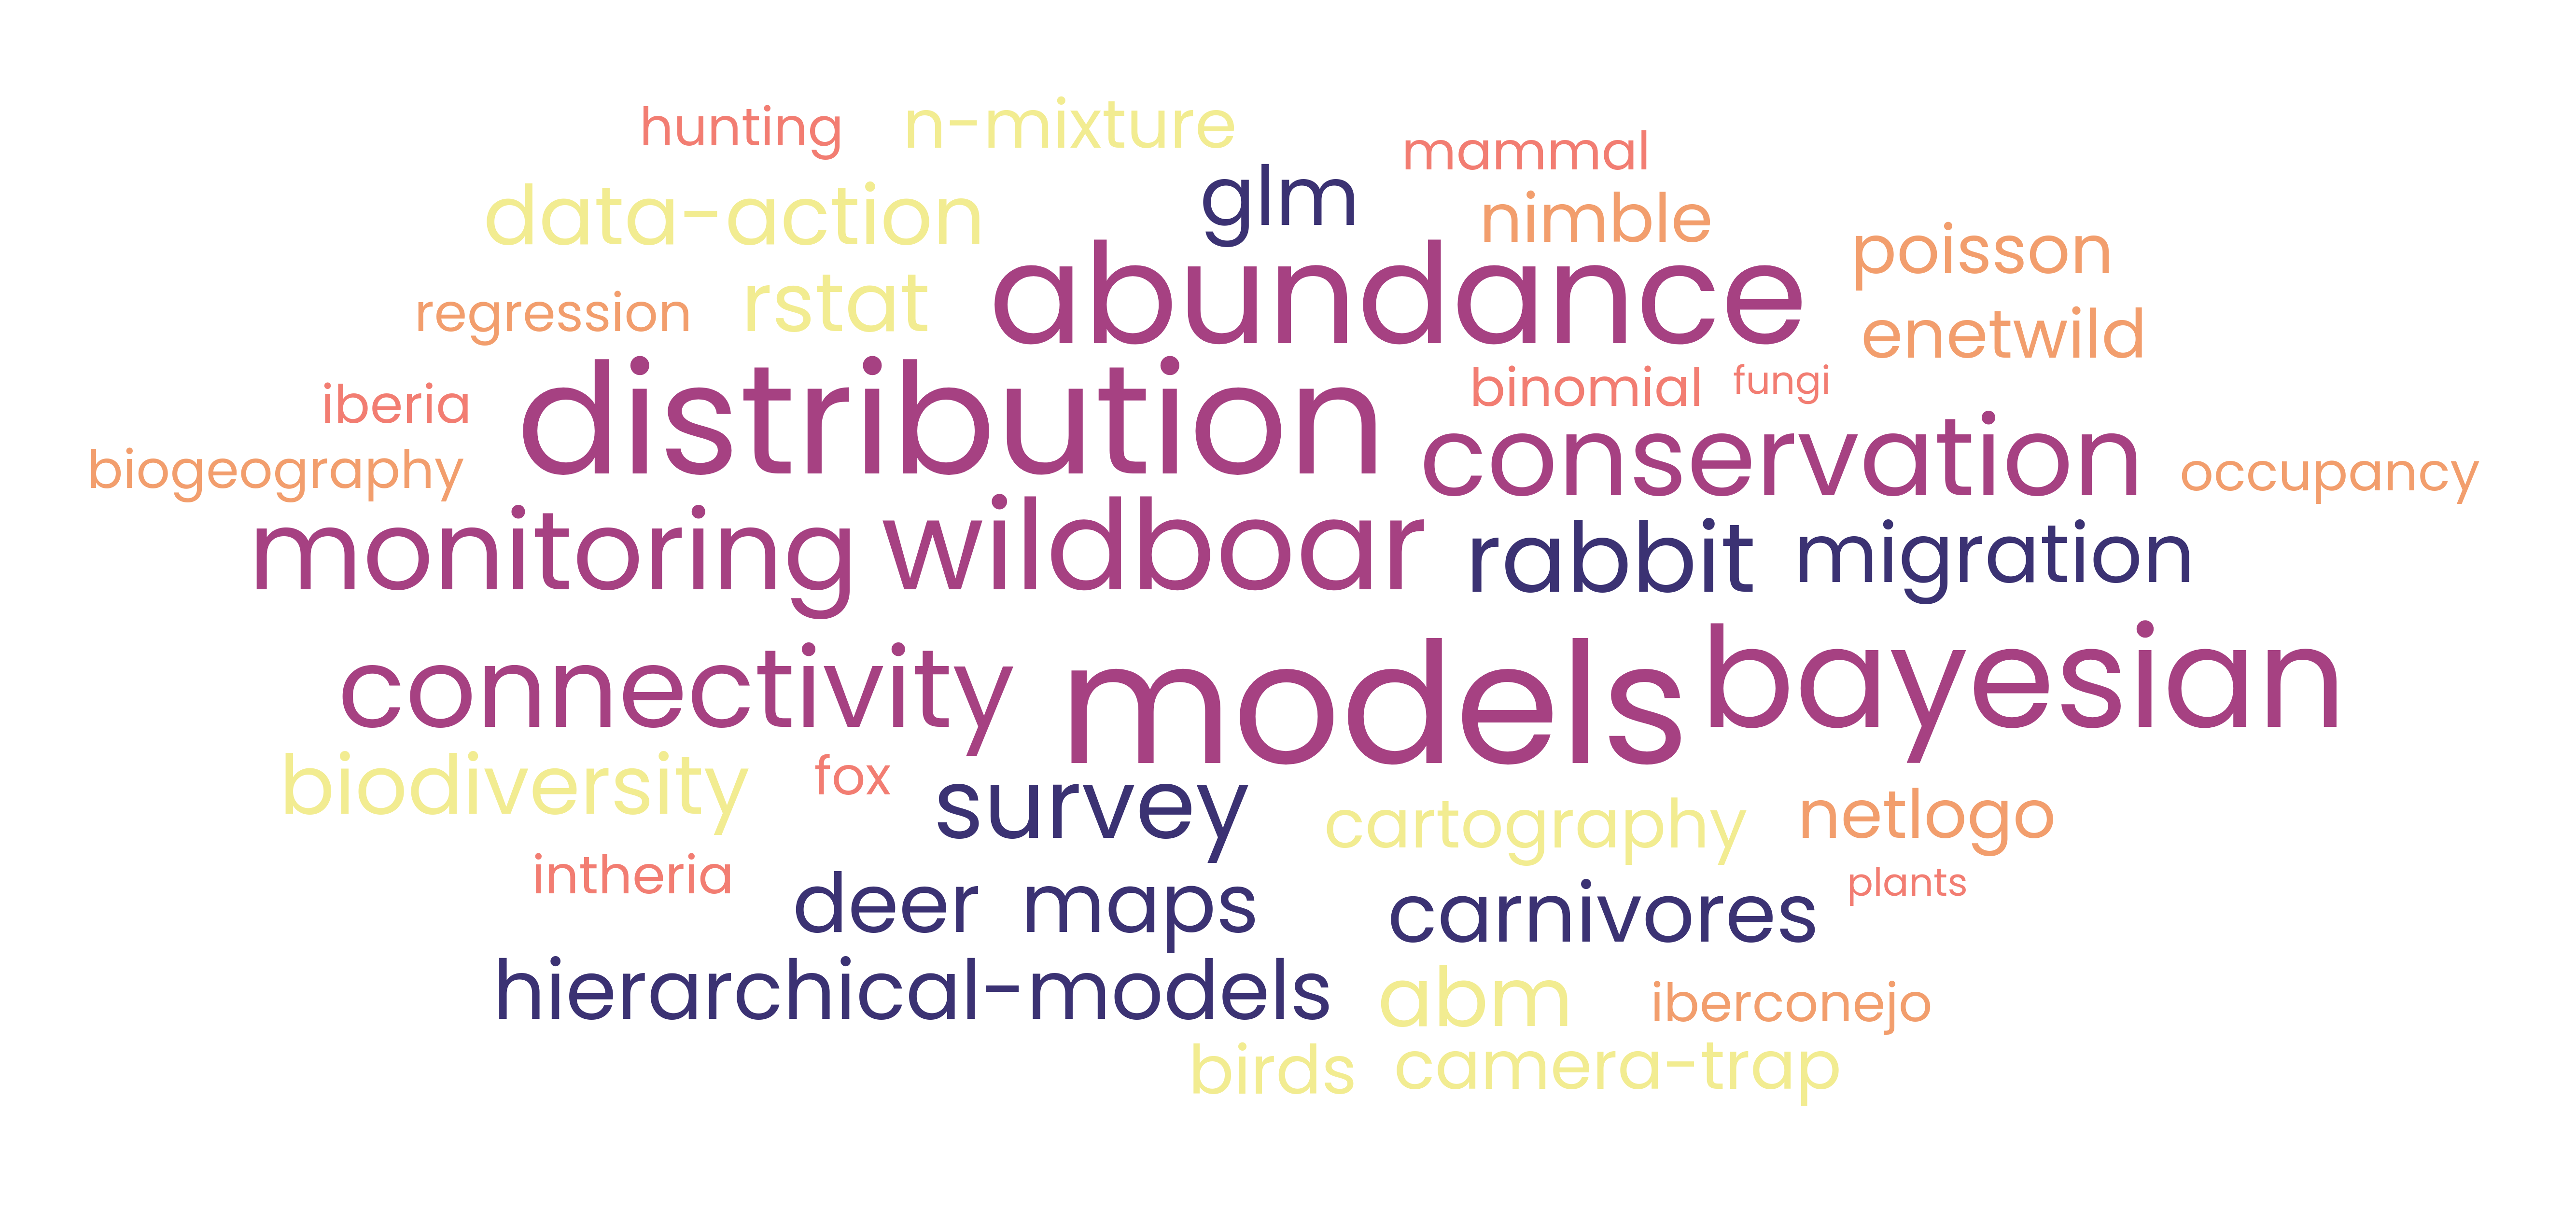 hunting n-mixture mammal
data-action glm nimble poisson
regression rstat abundance enetwild
iberia distribution binomial fungi
biogeography conservation occupancy
monitoring wildboar rabbit migration
connectivity models bayesian
biodiversity fox survey cartography netlogo
intheria deer maps carnivores plants
hierarchical-models abm iberconejo
birds camera-trap